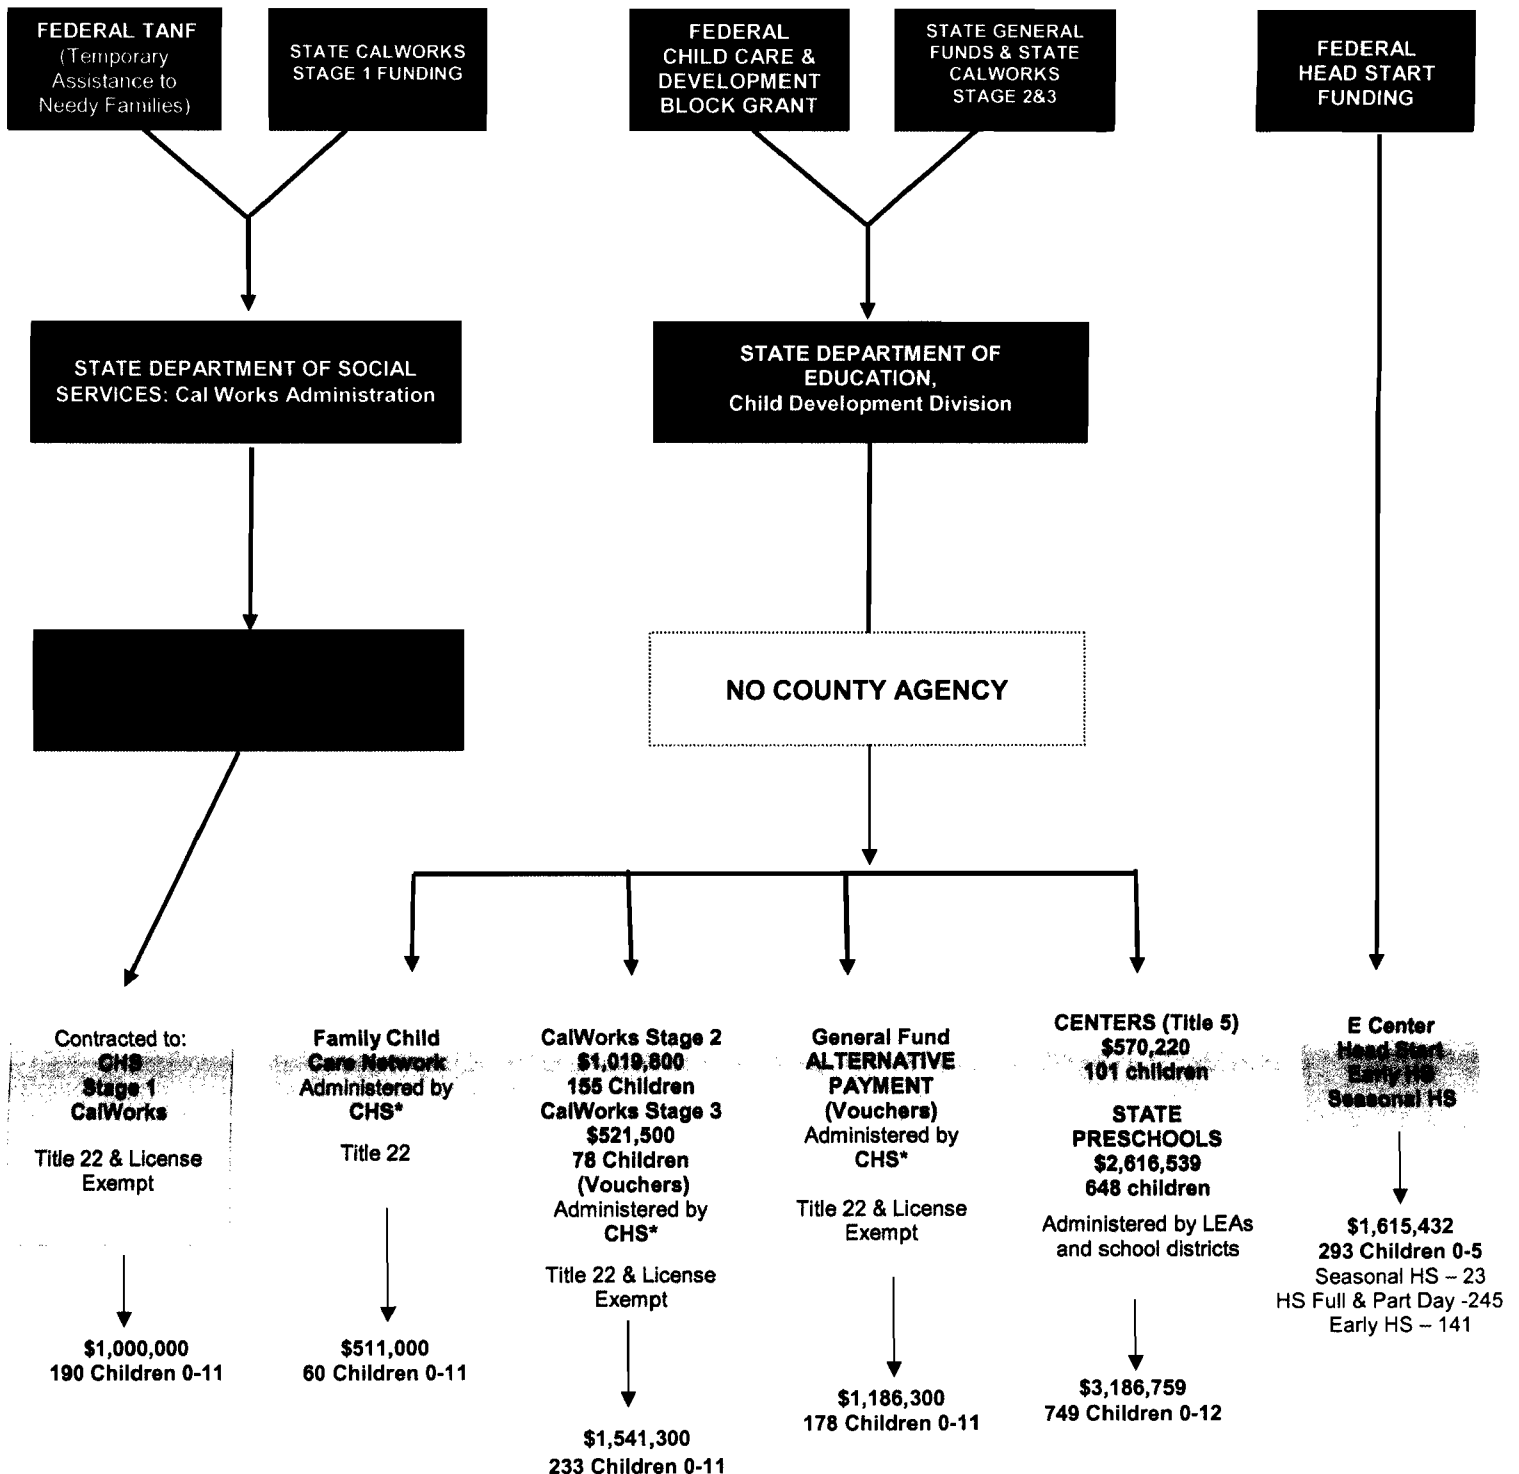 FEDERAL TANF
(Temporary
Assistance to
Needy Families)
STATE CALWORKS
STAGE 1 FUNDING
FEDERAL
CHILD CARE &
DEVELOPMENT
BLOCK GRANT
STATE GENERAL
FUNDS & STATE
CALWORKS
STAGE 2&3
FEDERAL
HEAD START
FUNDING
STATE DEPARTMENT OF SOCIAL
SERVICES: Cal Works Administration
STATE DEPARTMENT OF
EDUCATION,
Child Development Division
NO COUNTY AGENCY
Contracted to:
CHS
Stage 1
CalWorks
Title 22 & License
Exempt
$1,000,000
190 Children 0-11
Family Child
Care Network
Administered by
CHS*
Title 22
$511,000
60 Children 0-11
CalWorks Stage 2
$1,019,800
155 Children
CalWorks Stage 3
$521,500
78 Children
(Vouchers)
Administered by
CHS*
Title 22 & License
Exempt
$1,541,300
233 Children 0-11
General Fund
ALTERNATIVE
PAYMENT
(Vouchers)
Administered by
CHS*
Title 22 & License
Exempt
$1,186,300
178 Children 0-11
CENTERS (Title 5)
$570,220
101 children
STATE
PRESCHOOLS
$2,616,539
648 children
Administered by LEAs
and school districts
$3,186,759
749 Children 0-12
E Center
Head Start
Early HS
Seasonal HS
$1,615,432
293 Children 0-5
Seasonal HS – 23
HS Full & Part Day -245
Early HS – 141